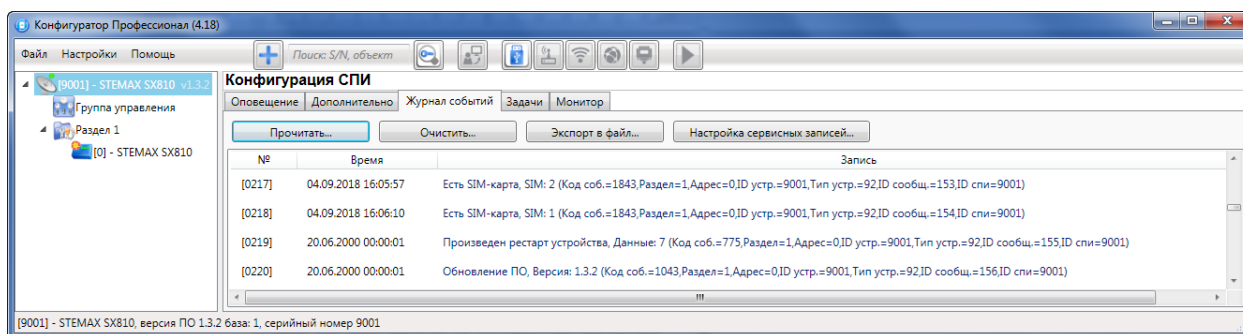 Конфигуратор Профессионал (4.18)
Файл Настройки Помощь Поиск: S/N, объект
[9001] - STEMAX SX810 v1.3.2
Группа управления
Раздел 1
[0] - STEMAX SX810
Конфигурация СПИ
Оповещение Дополнительно Журнал событий Задачи Монитор
Прочитать... Очистить... Экспорт в файл... Настройка сервисных записей...
№ Время Запись
[0217] 04.09.2018 16:05:57 Есть SIM-карта, SIM: 2 (Код соб.=1843,Раздел=1,Адрес=0,ID устр.=9001,Тип устр.=92,ID сообщ.=153,ID спи=9001)
[0218] 04.09.2018 16:06:10 Есть SIM-карта, SIM: 1 (Код соб.=1843,Раздел=1,Адрес=0,ID устр.=9001,Тип устр.=92,ID сообщ.=154,ID спи=9001)
[0219] 20.06.2000 00:00:01 Произведен рестарт устройства, Данные: 7 (Код соб.=775,Раздел=1,Адрес=0,ID устр.=9001,Тип устр.=92,ID сообщ.=155,ID спи=9001)
[0220] 20.06.2000 00:00:01 Обновление ПО, Версия: 1.3.2 (Код соб.=1043,Раздел=1,Адрес=0,ID устр.=9001,Тип устр.=92,ID сообщ.=156,ID спи=9001)
[9001] - STEMAX SX810, версия ПО 1.3.2 база: 1, серийный номер 9001